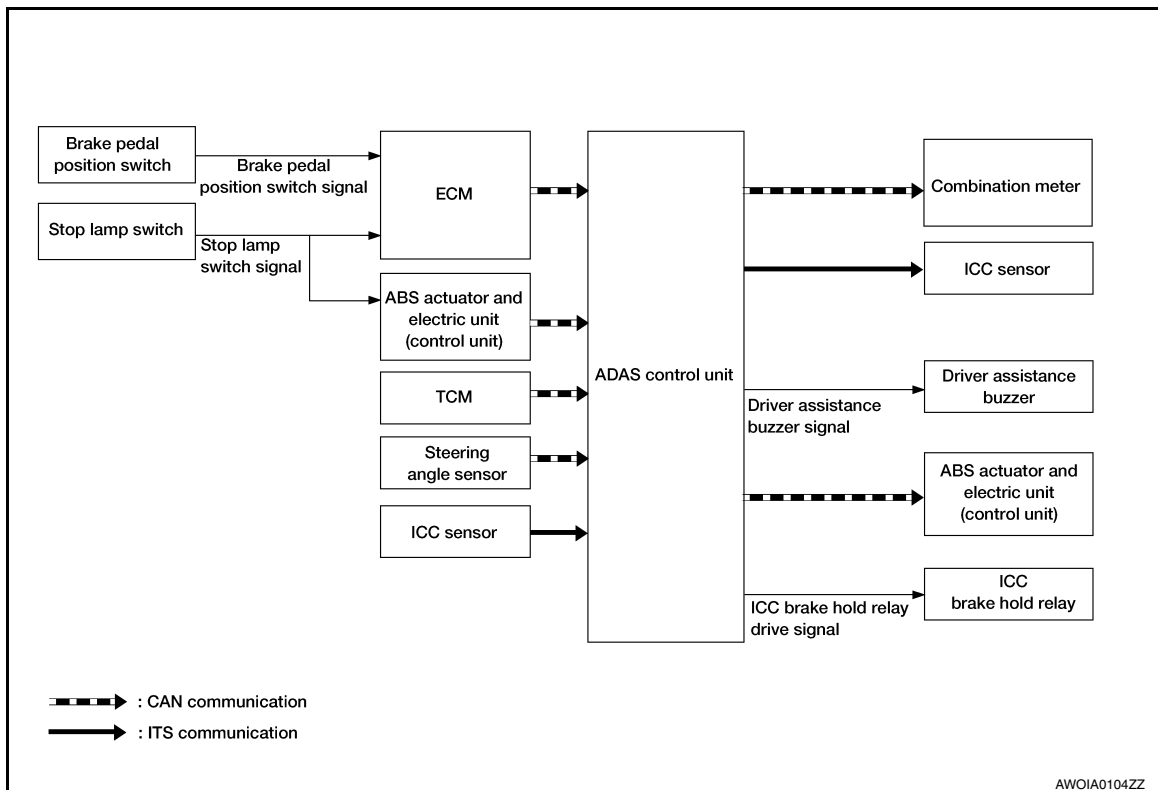 Brake pedal
position switch
Brake pedal
position switch signal
Stop lamp switch
Stop lamp
switch signal
ECM
ABS actuator and
electric unit
(control unit)
TCM
Steering
angle sensor
ICC sensor
ADAS control unit
Combination meter
ICC sensor
Driver assistance
buzzer signal
Driver assistance
buzzer
ABS actuator and
electric unit
(control unit)
ICC brake hold relay
drive signal
ICC
brake hold relay
: CAN communication
: ITS communication
AWOIA0104ZZ